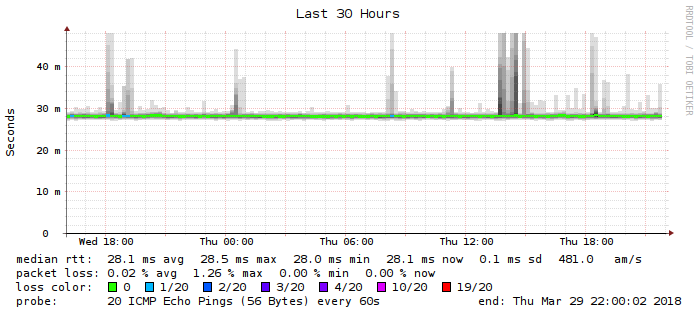 Last 30 Hours
RRDTOOL / TOBI OETIKER
Seconds
40 m
30 m
20 m
10 m
0
Wed 18:00 Thu 00:00 Thu 06:00 Thu 12:00 Thu 18:00
median rtt: 28.1 ms avg 28.5 ms max 28.0 ms min 28.1 ms now 0.1 ms sd 481.0 am/s
packet loss: 0.02 % avg 1.26 % max 0.00 % min 0.00 % now
loss color: 0 1/20 2/20 3/20 4/20 10/20 19/20
probe: 20 ICMP Echo Pings (56 Bytes) every 60s end: Thu Mar 29 22:00:02 2018